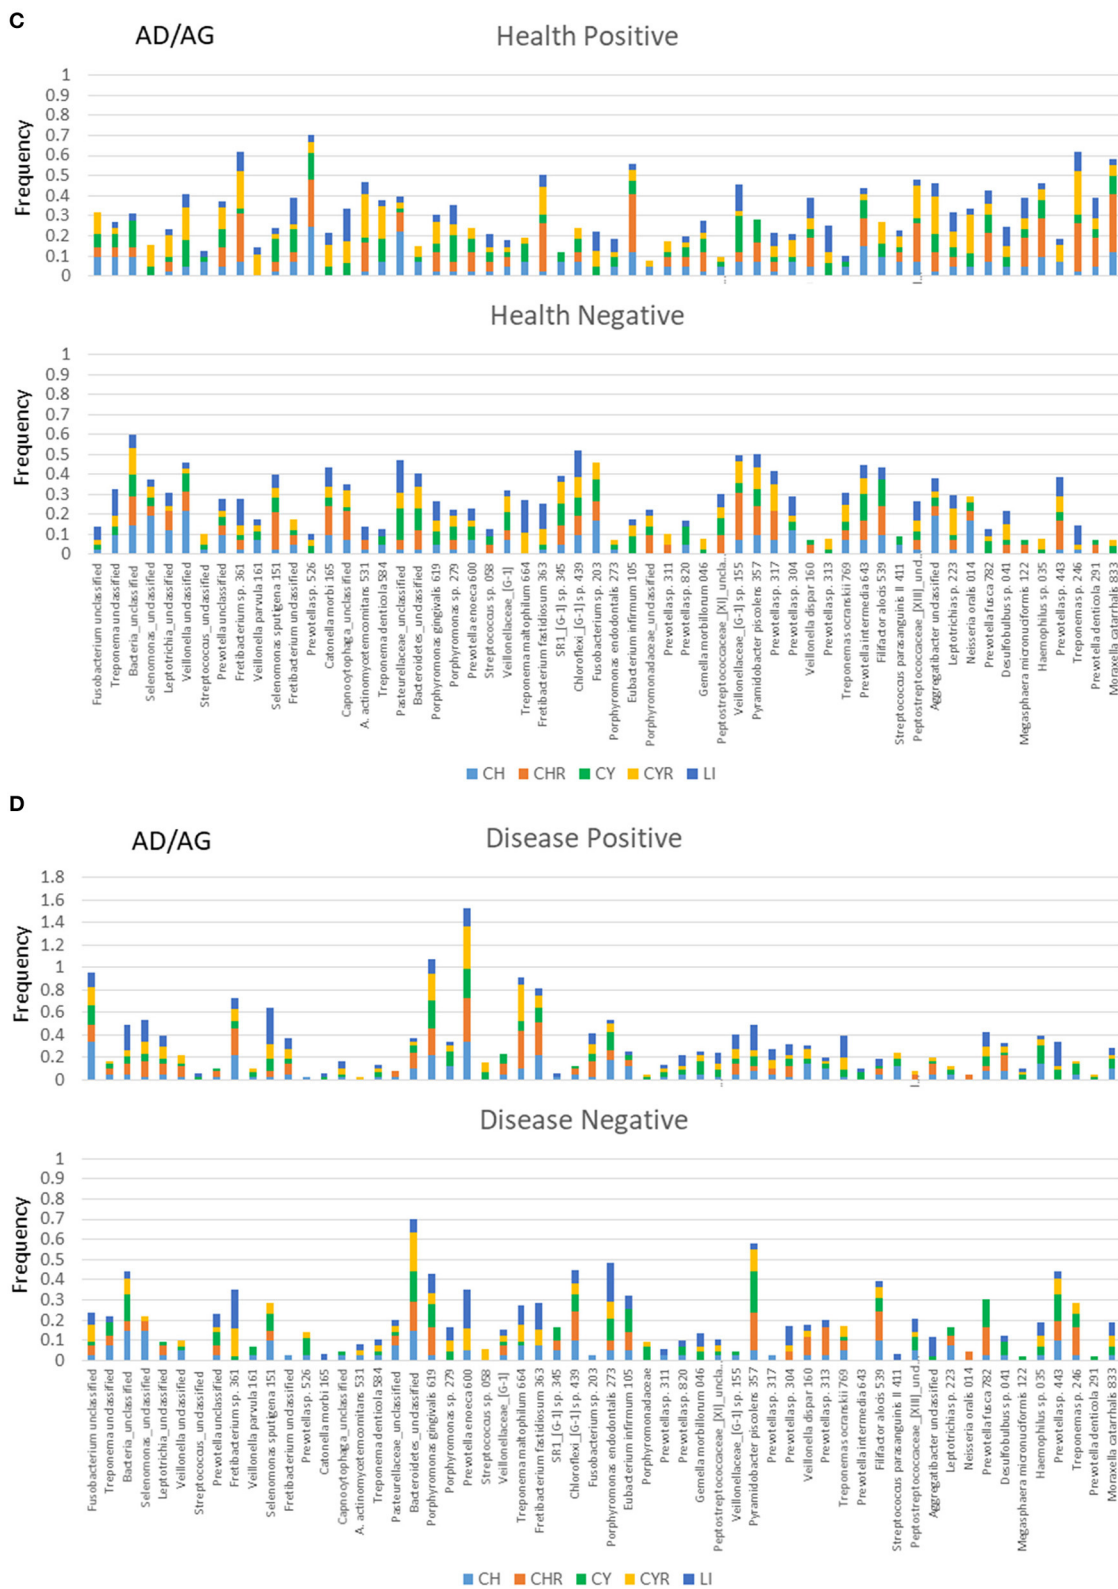 C
AD/AG
Health Positive
Frequency
1
0.9
0.8
0.7
0.6
0.5
0.4
0.3
0.2
0.1
0
Health Negative
Frequency
1
0.9
0.8
0.7
0.6
0.5
0.4
0.3
0.2
0.1
0
Fusobacterium unclassified
Treponema unclassified
Bacteria_unclassified
Selenomonas_unclassified
Leptotrichia_unclassified
Veillonella unclassified
Streptococcus_unclassified
Prevotella unclassified
Fretibacterium sp. 361
Veillonella parvula 161
Selenomonas sputigena 151
Fretibacterium unclassified
Prevotella sp. 526
Catonella morbi 165
Capnocytophaga_unclassified
A. actinomycetemcomitans 531
Treponema denticola 584
Pasteurellaceae_unclassified
Bacteroidetes_unclassified
Porphyromonas gingivalis 619
Porphyromonas sp. 279
Prevotella enoeca 600
Streptococcus sp. 058
Veillonellaceae_[G-1]
Treponema maltophilum 664
Fretibacterium fastidiosum 363
SR1_[G-1] sp. 345
Chloroflexi_[G-1] sp. 439
Fusobacterium sp. 203
Porphyromonas endodontalis 273
Eubacterium infirmum 105
Porphyromonadaceae_unclassified
Prevotella sp. 311
Prevotella sp. 820
Gemella morbillorum 046
Peptostreptococcaceae_[XI]_uncla...
Veillonellaceae_[G-1] sp. 155
Pyramidobacter piscolens 357
Prevotella sp. 317
Prevotella sp. 304
Veillonella dispar 160
Prevotella sp. 313
Treponema socranskii 769
Prevotella intermedia 643
Filifactor alocis 539
Streptococcus parasanguinis II 411
Peptostreptococcaceae_[XIII]_und...
Aggregatibacter unclassified
Leptotrichia sp. 223
Neisseria oralis 014
Prevotella fusca 782
Desulfobulbus sp. 041
Megasphaera micronuciformis 122
Haemophilus sp. 035
Prevotella sp. 443
Treponema sp. 246
Prevotella denticola 291
Moraxella catarrhalis 833
CH CHR CY CYR LI
D
AD/AG
Disease Positive
Frequency
1.8
1.6
1.4
1.2
1
0.8
0.6
0.4
0.2
0
Disease Negative
Frequency
1
0.9
0.8
0.7
0.6
0.5
0.4
0.3
0.2
0.1
0
Fusobacterium unclassified
Treponema unclassified
Bacteria_unclassified
Selenomonas_unclassified
Leptotrichia_unclassified
Veillonella unclassified
Streptococcus_unclassified
Prevotella unclassified
Fretibacterium sp. 361
Veillonella parvula 161
Selenomonas sputigena 151
Fretibacterium unclassified
Prevotella sp. 526
Catonella morbi 165
Capnocytophaga_unclassified
A. actinomycetemcomitans 531
Treponema denticola 584
Pasteurellaceae_unclassified
Bacteroidetes_unclassified
Porphyromonas gingivalis 619
Porphyromonas sp. 279
Prevotella enoeca 600
Streptococcus sp. 058
Veillonellaceae_[G-1]
Treponema maltophilum 664
Fretibacterium fastidiosum 363
SR1_[G-1] sp. 345
Chloroflexi_[G-1] sp. 439
Fusobacterium sp. 203
Porphyromonas endodontalis 273
Eubacterium infirmum 105
Porphyromonadaceae
Prevotella sp. 311
Prevotella sp. 820
Gemella morbillorum 046
Peptostreptococcaceae_[XI]_uncla...
Veillonellaceae_[G-1] sp. 155
Pyramidobacter piscolens 357
Prevotella sp. 317
Prevotella sp. 304
Veillonella dispar 160
Prevotella sp. 313
Treponema socranskii 769
Prevotella intermedia 643
Filifactor alocis 539
Streptococcus parasanguinis II 411
Peptostreptococcaceae_[XIII]_und...
Aggregatibacter unclassified
Leptotrichia sp. 223
Neisseria oralis 014
Prevotella fusca 782
Desulfobulbus sp. 041
Megasphaera micronuciformis 122
Haemophilus sp. 035
Prevotella sp. 443
Treponema sp. 246
Prevotella denticola 291
Moraxella catarrhalis 833
CH CHR CY CYR LI